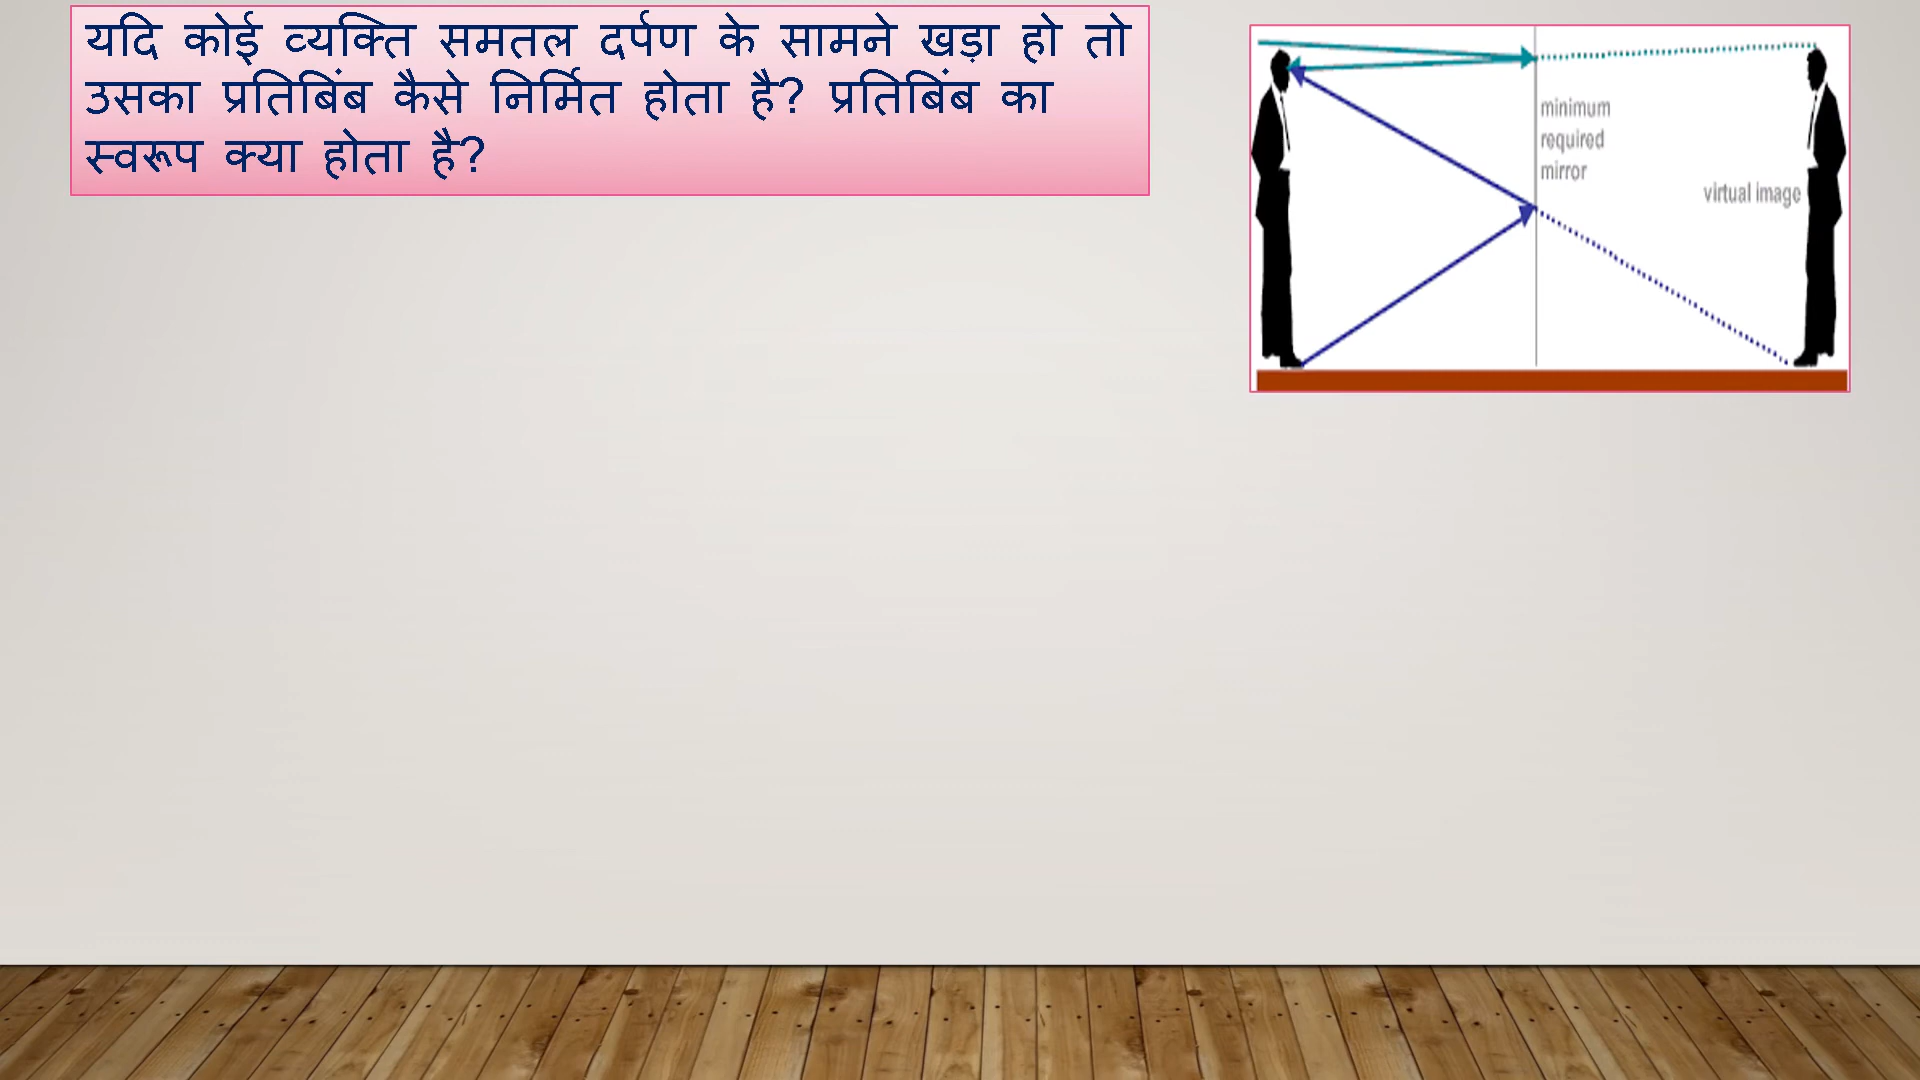 यदि कोई व्यक्ति समतल दर्पण के सामने खड़ा हो तो
उसका प्रतिबिंब कैसे निर्मित होता है? प्रतिबिंब का
स्वरूप क्या होता है?
minimum
required
mirror
virtual image